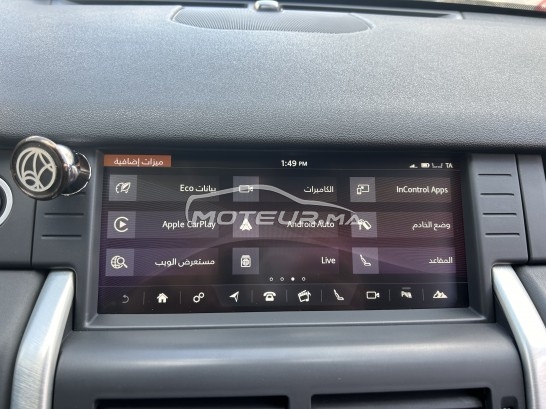 ميزات إضافية
1:49 PM
TA
InControl Apps
الكاميرات
بيانات Eco
وضع الخادم
Android Auto
Apple CarPlay
المقاعد
Live
مستعرض الويب
MOTEUR.MA